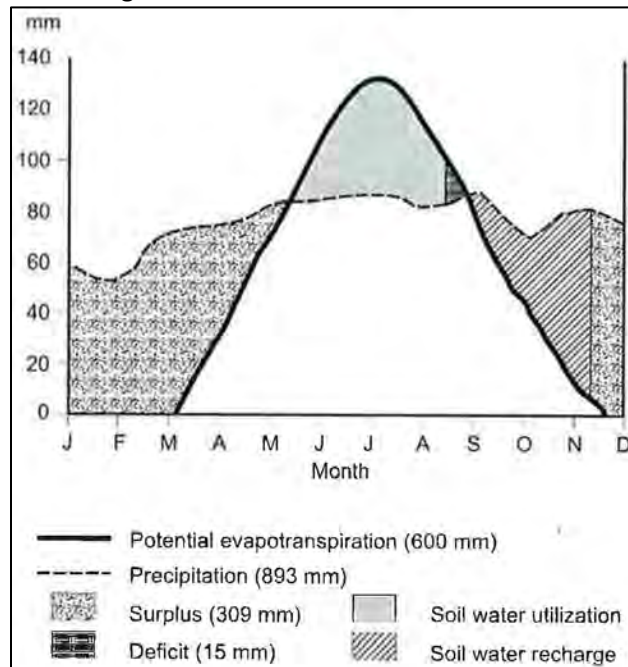 mm
140
120
100
80
60
40
20
0
J F M A M J J A S O N D
Month
Potential evapotranspiration (600 mm)
Precipitation (893 mm)
Surplus (309 mm) Soil water utilization
Deficit (15 mm) Soil water recharge